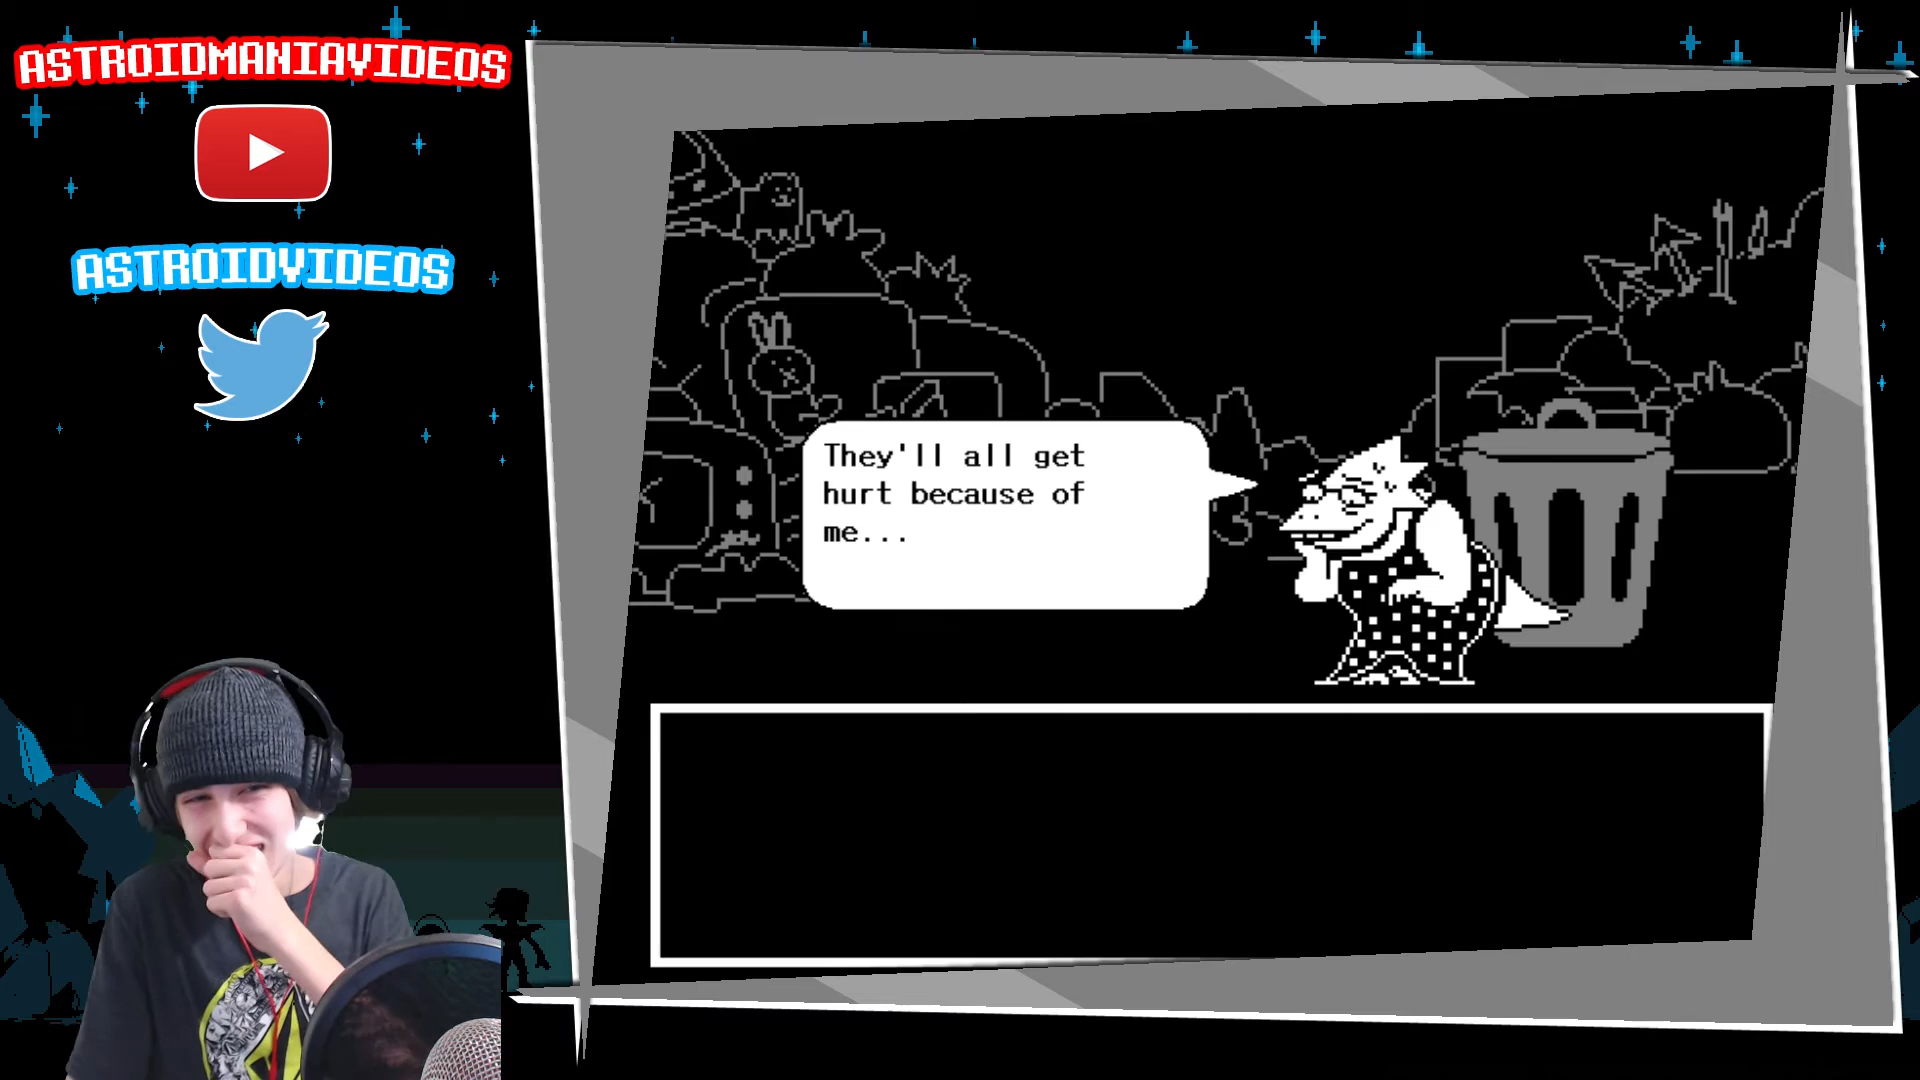 ASTROIDMANIAVIDEOS
ASTROIDVIDEOS
They'll all get
hurt because of
me...